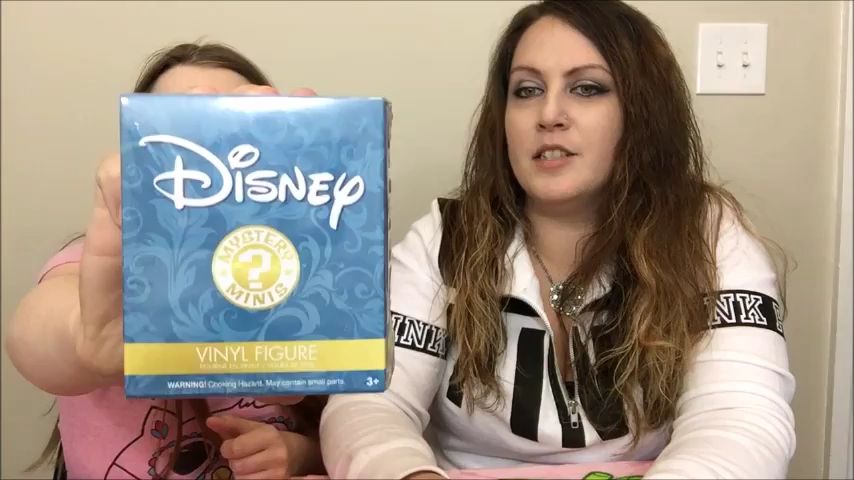 DISNEY
MYSTERY
?
MINIS
VINYL FIGURE
WARNING! Choking Hazard. May contain small parts.
3+
INK
INK